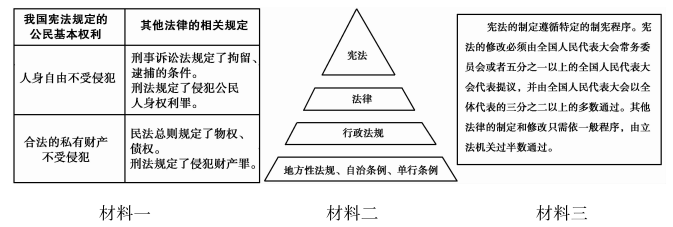 我国宪法规定的
公民基本权利
其他法律的相关规定
人身自由不受侵犯
刑事诉讼法规定了拘留、
逮捕的条件。
刑法规定了侵犯公民
人身权利罪。
合法的私有财产
不受侵犯
民法总则规定了物权、
债权。
刑法规定了侵犯财产罪。
材料一
宪法
法律
行政法规
地方性法规、自治条例、单行条例
材料二
宪法的制定遵循特定的制宪程序。宪
法的修改必须由全国人民代表大会常务委
员会或者五分之一以上的全国人民代表大
会代表提议，并由全国人民代表大会以全
体代表的三分之二以上的多数通过。其他
法律的制定和修改只需依一般程序，由立
法机关过半数通过。
材料三